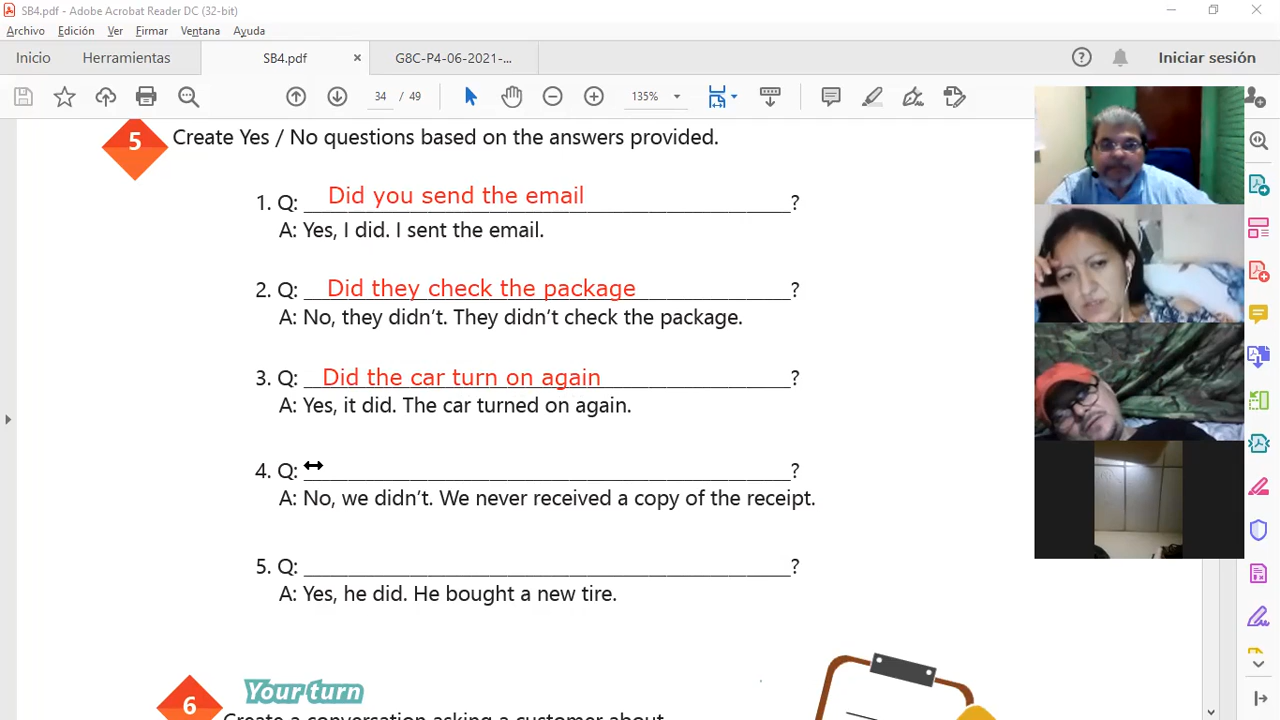 SB4.pdf - Adobe Acrobat Reader DC (32-bit)
Archivo Edición Ver Firmar Ventana Ayuda
Inicio Herramientas SB4.pdf × G8C-P4-06-2021-... Iniciar sesión
34 / 49 135%
5 Create Yes / No questions based on the answers provided.
1. Q: Did you send the email ?
A: Yes, I did. I sent the email.
2. Q: Did they check the package ?
A: No, they didn't. They didn't check the package.
3. Q: Did the car turn on again ?
A: Yes, it did. The car turned on again.
4. Q: ?
A: No, we didn't. We never received a copy of the receipt.
5. Q: ?
A: Yes, he did. He bought a new tire.
6 Your turn
Create a conversation asking a customer about